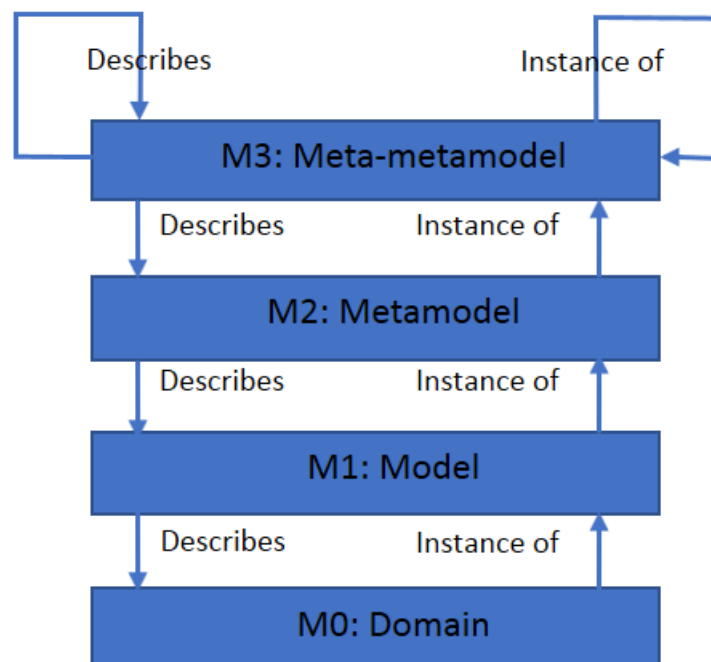 Describes
Instance of
M3: Meta-metamodel
Describes
Instance of
M2: Metamodel
Describes
Instance of
M1: Model
Describes
Instance of
M0: Domain